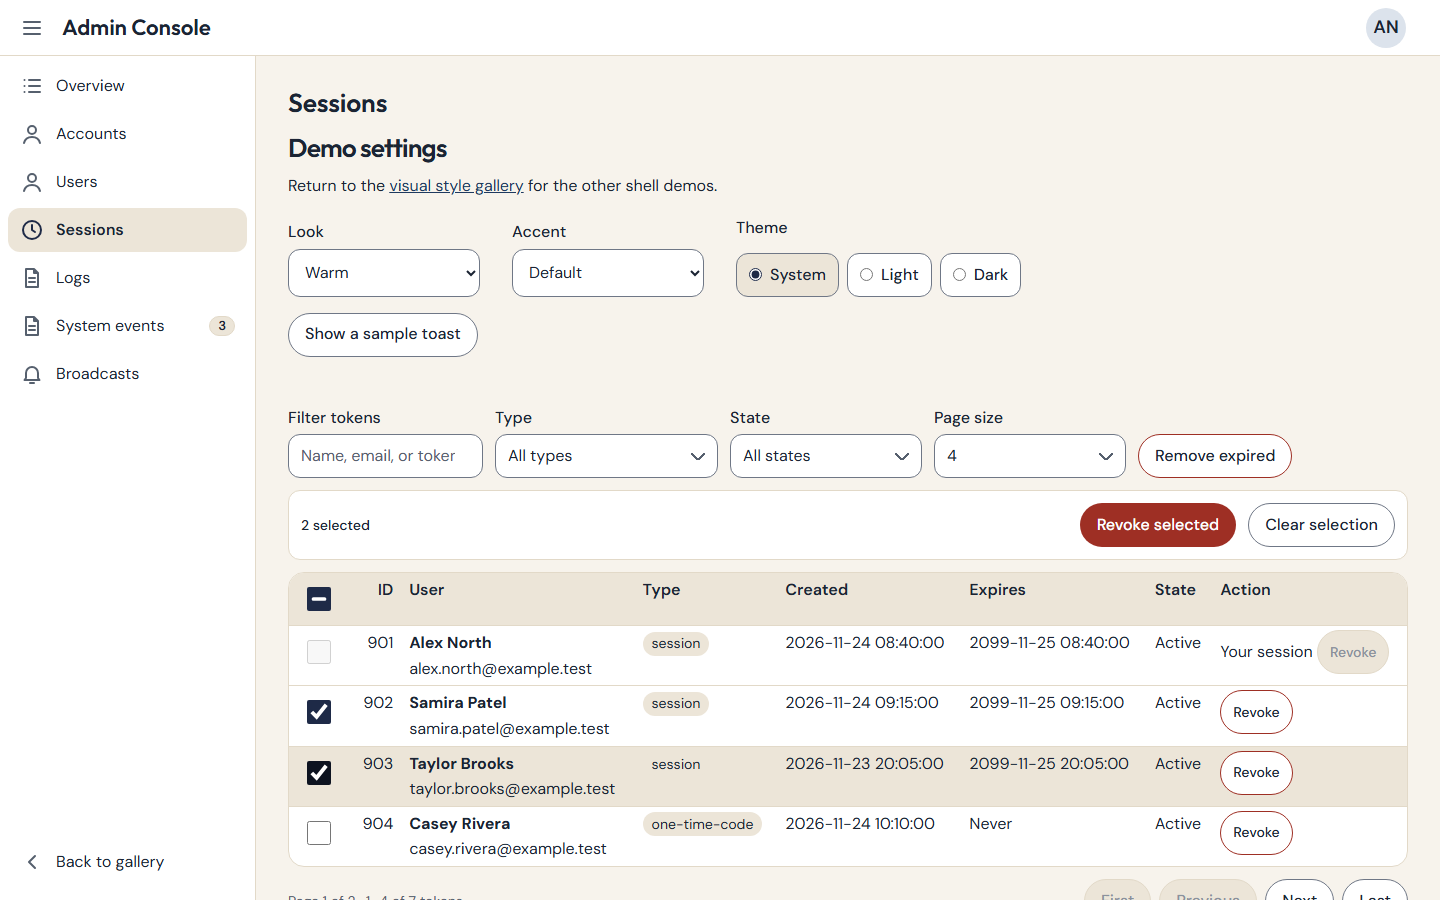 Admin Console
AN
Overview
Accounts
Users
Sessions
Logs
System events 3
Broadcasts
Back to gallery
Sessions
Demo settings
Return to the visual style gallery for the other shell demos.
Look Accent Theme
Warm Default System Light Dark
Show a sample toast
Filter tokens Type State Page size
Name, email, or token All types All states 4 Remove expired
2 selected Revoke selected Clear selection
ID User Type Created Expires State Action
901 Alex North session 2026-11-24 08:40:00 2099-11-25 08:40:00 Active Your session Revoke
alex.north@example.test
902 Samira Patel session 2026-11-24 09:15:00 2099-11-25 09:15:00 Active Revoke
samira.patel@example.test
903 Taylor Brooks session 2026-11-23 20:05:00 2099-11-25 20:05:00 Active Revoke
taylor.brooks@example.test
904 Casey Rivera one-time-code 2026-11-24 10:10:00 Never Active Revoke
casey.rivera@example.test
First Previous Next Last